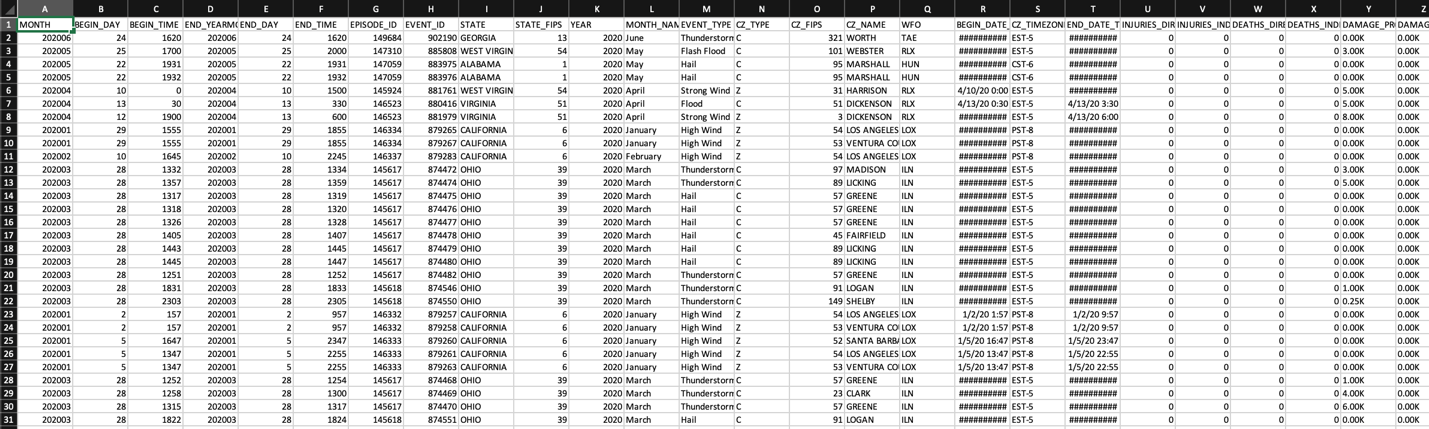 A B C D E F G H I J K L M N O P Q R S T U V W X Y Z
1 MONTH BEGIN_DAY BEGIN_TIME END_YEARM END_DAY END_TIME EPISODE_ID EVENT_ID STATE STATE_FIPS YEAR MONTH_NAN EVENT_TYPE CZ_TYPE CZ_FIPS CZ_NAME WFO BEGIN_DATE_ CZ_TIMEZON END_DATE_T INJURIES_DIR INJURIES_IND DEATHS_DIRE DEATHS_INDI DAMAGE_PR DAMAG
2 202006 24 1620 202006 24 1620 149684 902190 GEORGIA 13 2020 June Thunderstorn C 321 WORTH TAE ########## EST-5 ########## 0 0 0 0 0.00K 0.00K
3 202005 25 1700 202005 25 2000 147310 885808 WEST VIRGIN 54 2020 May Flash Flood C 101 WEBSTER RLX ########## EST-5 ########## 0 0 0 0 3.00K 0.00K
4 202005 22 1931 202005 22 1931 147059 883975 ALABAMA 1 2020 May Hail C 95 MARSHALL HUN ########## CST-6 ########## 0 0 0 0 0.00K 0.00K
5 202005 22 1932 202005 22 1932 147059 883976 ALABAMA 1 2020 May Hail C 95 MARSHALL HUN ########## CST-6 ########## 0 0 0 0 0.00K 0.00K
6 202004 10 0 202004 10 1500 145924 881761 WEST VIRGIN 54 2020 April Strong Wind Z 31 HARRISON RLX 4/10/20 0:00 EST-5 ########## 0 0 0 0 5.00K 0.00K
7 202004 13 30 202004 13 330 146523 880416 VIRGINIA 51 2020 April Flood C 51 DICKENSON RLX 4/13/20 0:30 EST-5 4/13/20 3:30 0 0 0 0 5.00K 0.00K
8 202004 12 1900 202004 13 600 146523 881979 VIRGINIA 51 2020 April Strong Wind Z 3 DICKENSON RLX ########## EST-5 4/13/20 6:00 0 0 0 0 8.00K 0.00K
9 202001 29 1555 202001 29 1855 146334 879265 CALIFORNIA 6 2020 January High Wind Z 54 LOS ANGELES LOX ########## PST-8 ########## 0 0 0 0 0.00K 0.00K
10 202001 29 1555 202001 29 1855 146334 879267 CALIFORNIA 6 2020 January High Wind Z 53 VENTURA CO LOX ########## PST-8 ########## 0 0 0 0 0.00K 0.00K
11 202002 10 1645 202002 10 2245 146337 879283 CALIFORNIA 6 2020 February High Wind Z 54 LOS ANGELES LOX ########## PST-8 ########## 0 0 0 0 0.00K 0.00K
12 202003 28 1332 202003 28 1334 145617 874472 OHIO 39 2020 March Thunderstorn C 97 MADISON ILN ########## EST-5 ########## 0 0 0 0 3.00K 0.00K
13 202003 28 1357 202003 28 1359 145617 874474 OHIO 39 2020 March Thunderstorn C 89 LICKING ILN ########## EST-5 ########## 0 0 0 0 5.00K 0.00K
14 202003 28 1317 202003 28 1319 145617 874475 OHIO 39 2020 March Hail C 57 GREENE ILN ########## EST-5 ########## 0 0 0 0 0.00K 0.00K
15 202003 28 1318 202003 28 1320 145617 874476 OHIO 39 2020 March Hail C 57 GREENE ILN ########## EST-5 ########## 0 0 0 0 0.00K 0.00K
16 202003 28 1326 202003 28 1328 145617 874477 OHIO 39 2020 March Hail C 57 GREENE ILN ########## EST-5 ########## 0 0 0 0 0.00K 0.00K
17 202003 28 1405 202003 28 1407 145617 874478 OHIO 39 2020 March Hail C 45 FAIRFIELD ILN ########## EST-5 ########## 0 0 0 0 0.00K 0.00K
18 202003 28 1443 202003 28 1445 145617 874479 OHIO 39 2020 March Hail C 89 LICKING ILN ########## EST-5 ########## 0 0 0 0 0.00K 0.00K
19 202003 28 1445 202003 28 1447 145617 874480 OHIO 39 2020 March Hail C 89 LICKING ILN ########## EST-5 ########## 0 0 0 0 0.00K 0.00K
20 202003 28 1251 202003 28 1252 145617 874482 OHIO 39 2020 March Thunderstorn C 57 GREENE ILN ########## EST-5 ########## 0 0 0 0 0.00K 0.00K
21 202003 28 1831 202003 28 1833 145618 874546 OHIO 39 2020 March Thunderstorn C 91 LOGAN ILN ########## EST-5 ########## 0 0 0 0 1.00K 0.00K
22 202003 28 2303 202003 28 2305 145618 874550 OHIO 39 2020 March Thunderstorn C 149 SHELBY ILN ########## EST-5 ########## 0 0 0 0 0.25K 0.00K
23 202001 2 157 202001 2 957 146332 879257 CALIFORNIA 6 2020 January High Wind Z 54 LOS ANGELES LOX 1/2/20 1:57 PST-8 1/2/20 9:57 0 0 0 0 0.00K 0.00K
24 202001 2 157 202001 2 957 146332 879258 CALIFORNIA 6 2020 January High Wind Z 53 VENTURA CO LOX 1/2/20 1:57 PST-8 1/2/20 9:57 0 0 0 0 0.00K 0.00K
25 202001 5 1647 202001 5 2347 146333 879260 CALIFORNIA 6 2020 January High Wind Z 52 SANTA BARBA LOX 1/5/20 16:47 PST-8 1/5/20 23:47 0 0 0 0 0.00K 0.00K
26 202001 5 1347 202001 5 2255 146333 879261 CALIFORNIA 6 2020 January High Wind Z 54 LOS ANGELES LOX 1/5/20 13:47 PST-8 1/5/20 22:55 0 0 0 0 0.00K 0.00K
27 202001 5 1347 202001 5 2255 146333 879263 CALIFORNIA 6 2020 January High Wind Z 53 VENTURA CO LOX 1/5/20 13:47 PST-8 1/5/20 22:55 0 0 0 0 0.00K 0.00K
28 202003 28 1252 202003 28 1254 145617 874468 OHIO 39 2020 March Thunderstorn C 57 GREENE ILN ########## EST-5 ########## 0 0 0 0 1.00K 0.00K
29 202003 28 1258 202003 28 1300 145617 874469 OHIO 39 2020 March Thunderstorn C 23 CLARK ILN ########## EST-5 ########## 0 0 0 0 4.00K 0.00K
30 202003 28 1315 202003 28 1317 145617 874470 OHIO 39 2020 March Thunderstorn C 57 GREENE ILN ########## EST-5 ########## 0 0 0 0 6.00K 0.00K
31 202003 28 1822 202003 28 1824 145618 874551 OHIO 39 2020 March Hail C 91 LOGAN ILN ########## EST-5 ########## 0 0 0 0 0.00K 0.00K